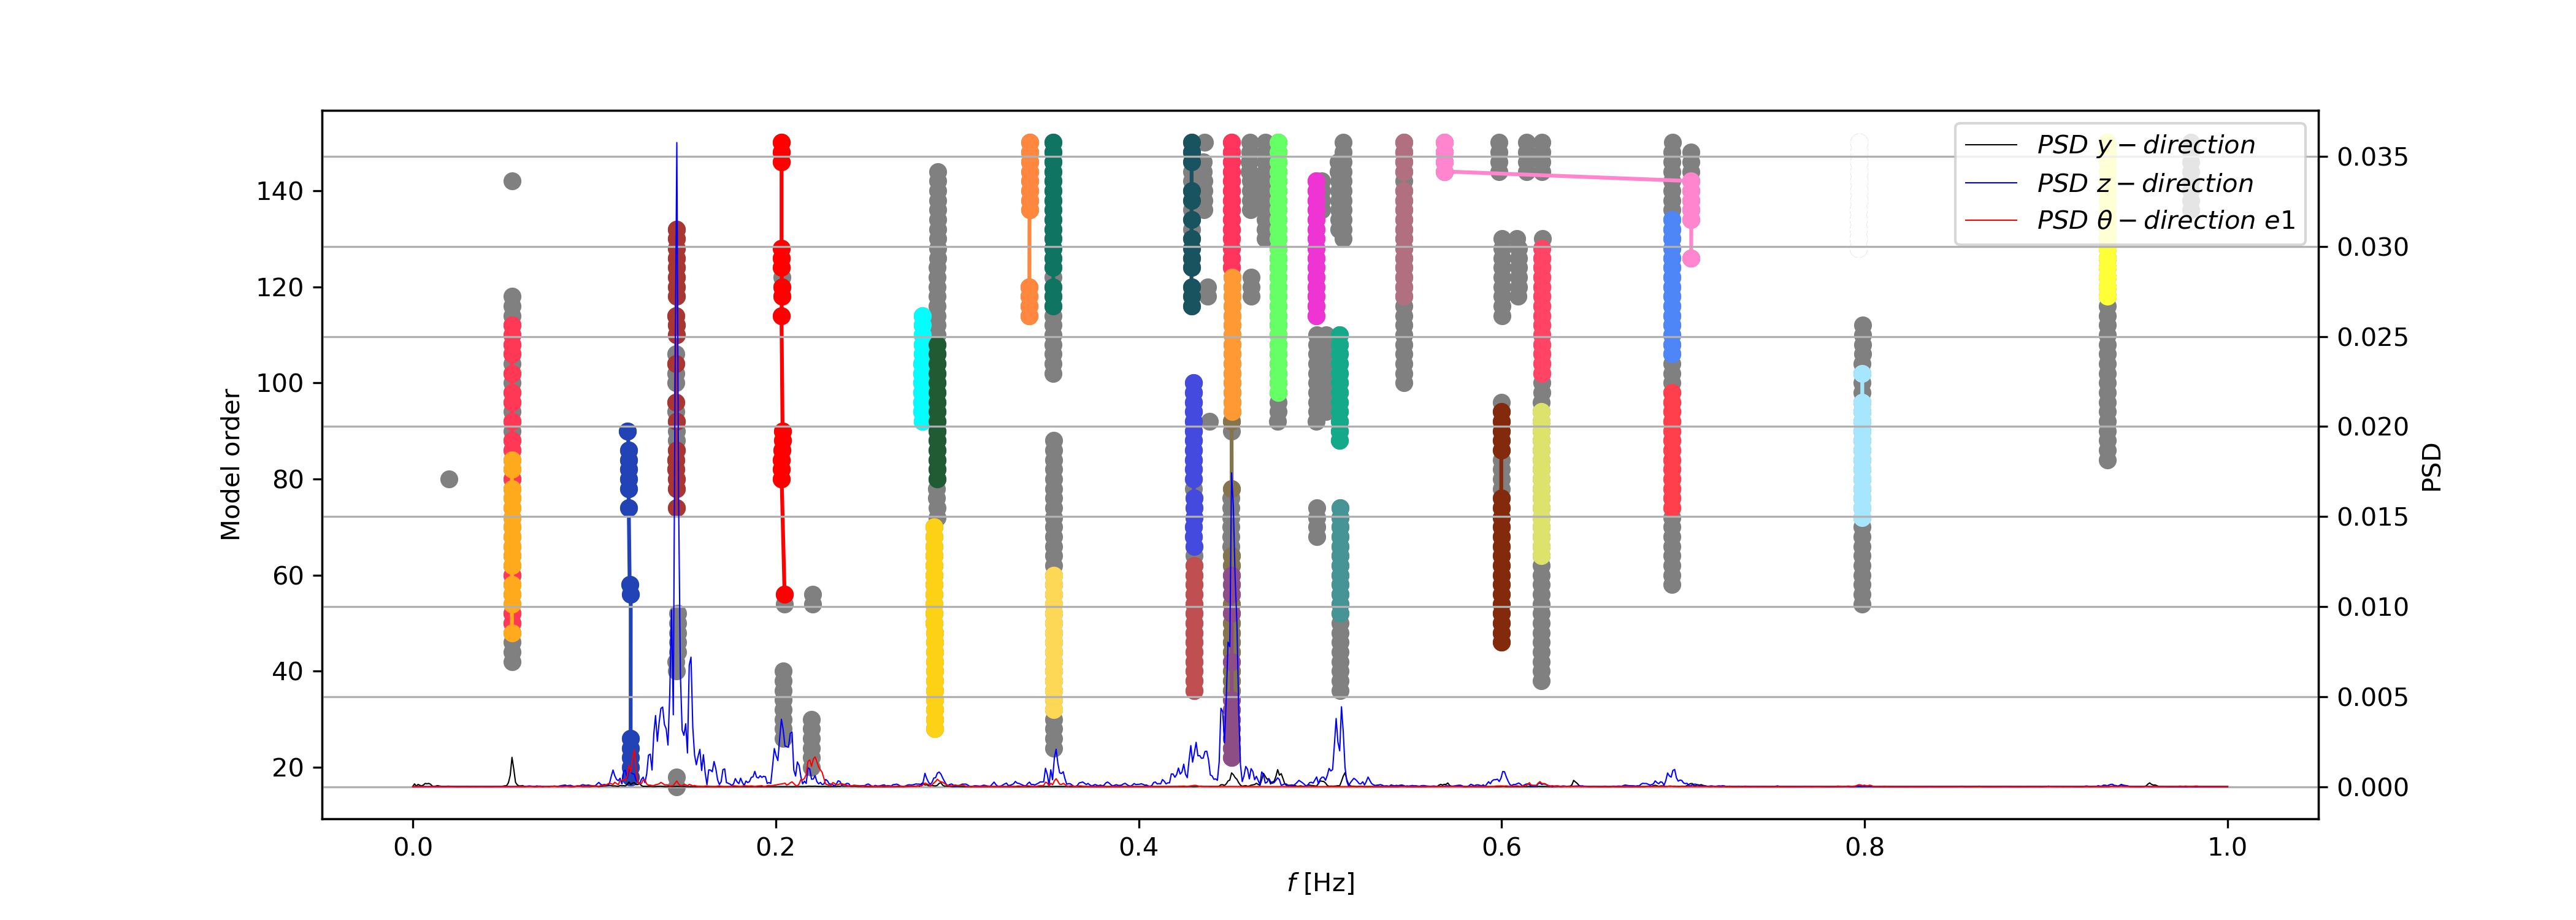 PSD y − direction
PSD z − direction
PSD θ − direction e1
Model order
140
120
100
80
60
40
20
0.035
0.030
0.025
0.020
0.015
0.010
0.005
0.000
PSD
0.0 0.2 0.4 0.6 0.8 1.0
f [Hz]